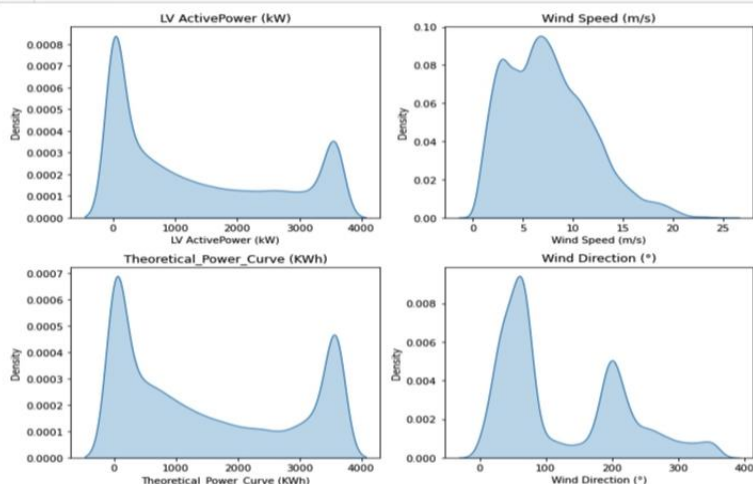 LV ActivePower (kW)
0.0008
0.0007
0.0006
0.0005
0.0004
0.0003
0.0002
0.0001
0.0000
Density
0 1000 2000 3000 4000
LV ActivePower (kW)
Wind Speed (m/s)
0.10
0.08
0.06
0.04
0.02
0.00
Density
0 5 10 15 20 25
Wind Speed (m/s)
Theoretical_Power_Curve (KWh)
0.0007
0.0006
0.0005
0.0004
0.0003
0.0002
0.0001
0.0000
Density
0 1000 2000 3000 4000
Theoretical_Power_Curve (KWh)
Wind Direction (°)
0.008
0.006
0.004
0.002
0.000
Density
0 100 200 300 400
Wind Direction (°)